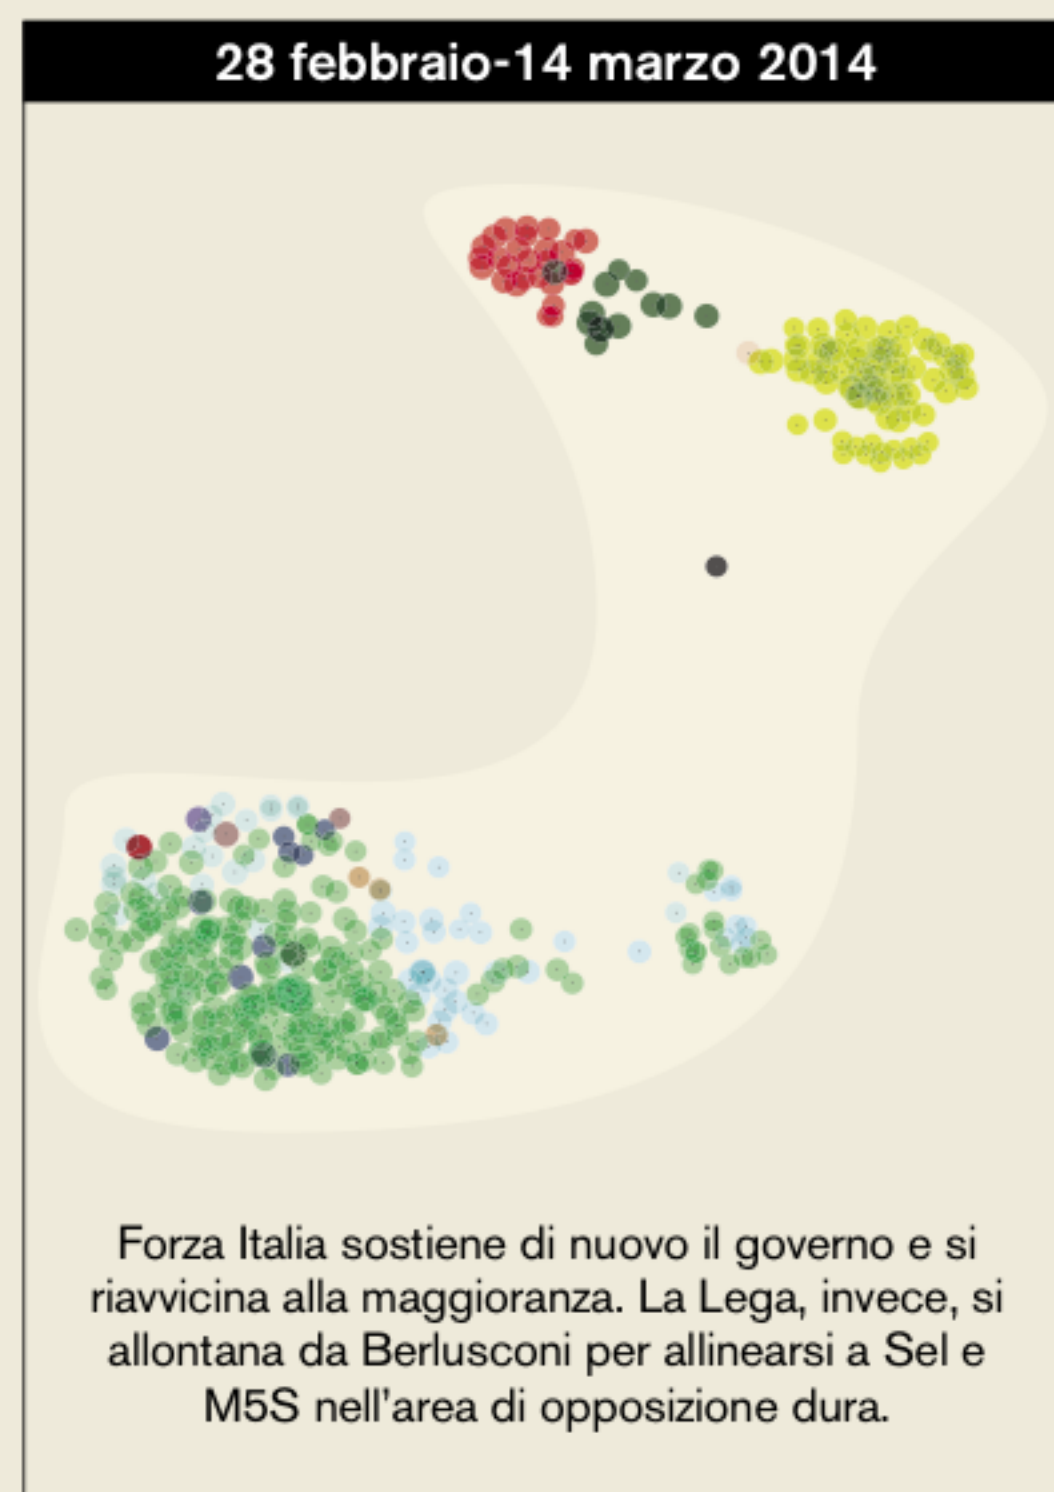 28 febbraio-14 marzo 2014
Forza Italia sostiene di nuovo il governo e si
riavvicina alla maggioranza. La Lega, invece, si
allontana da Berlusconi per allinearsi a Sel e
M5S nell'area di opposizione dura.